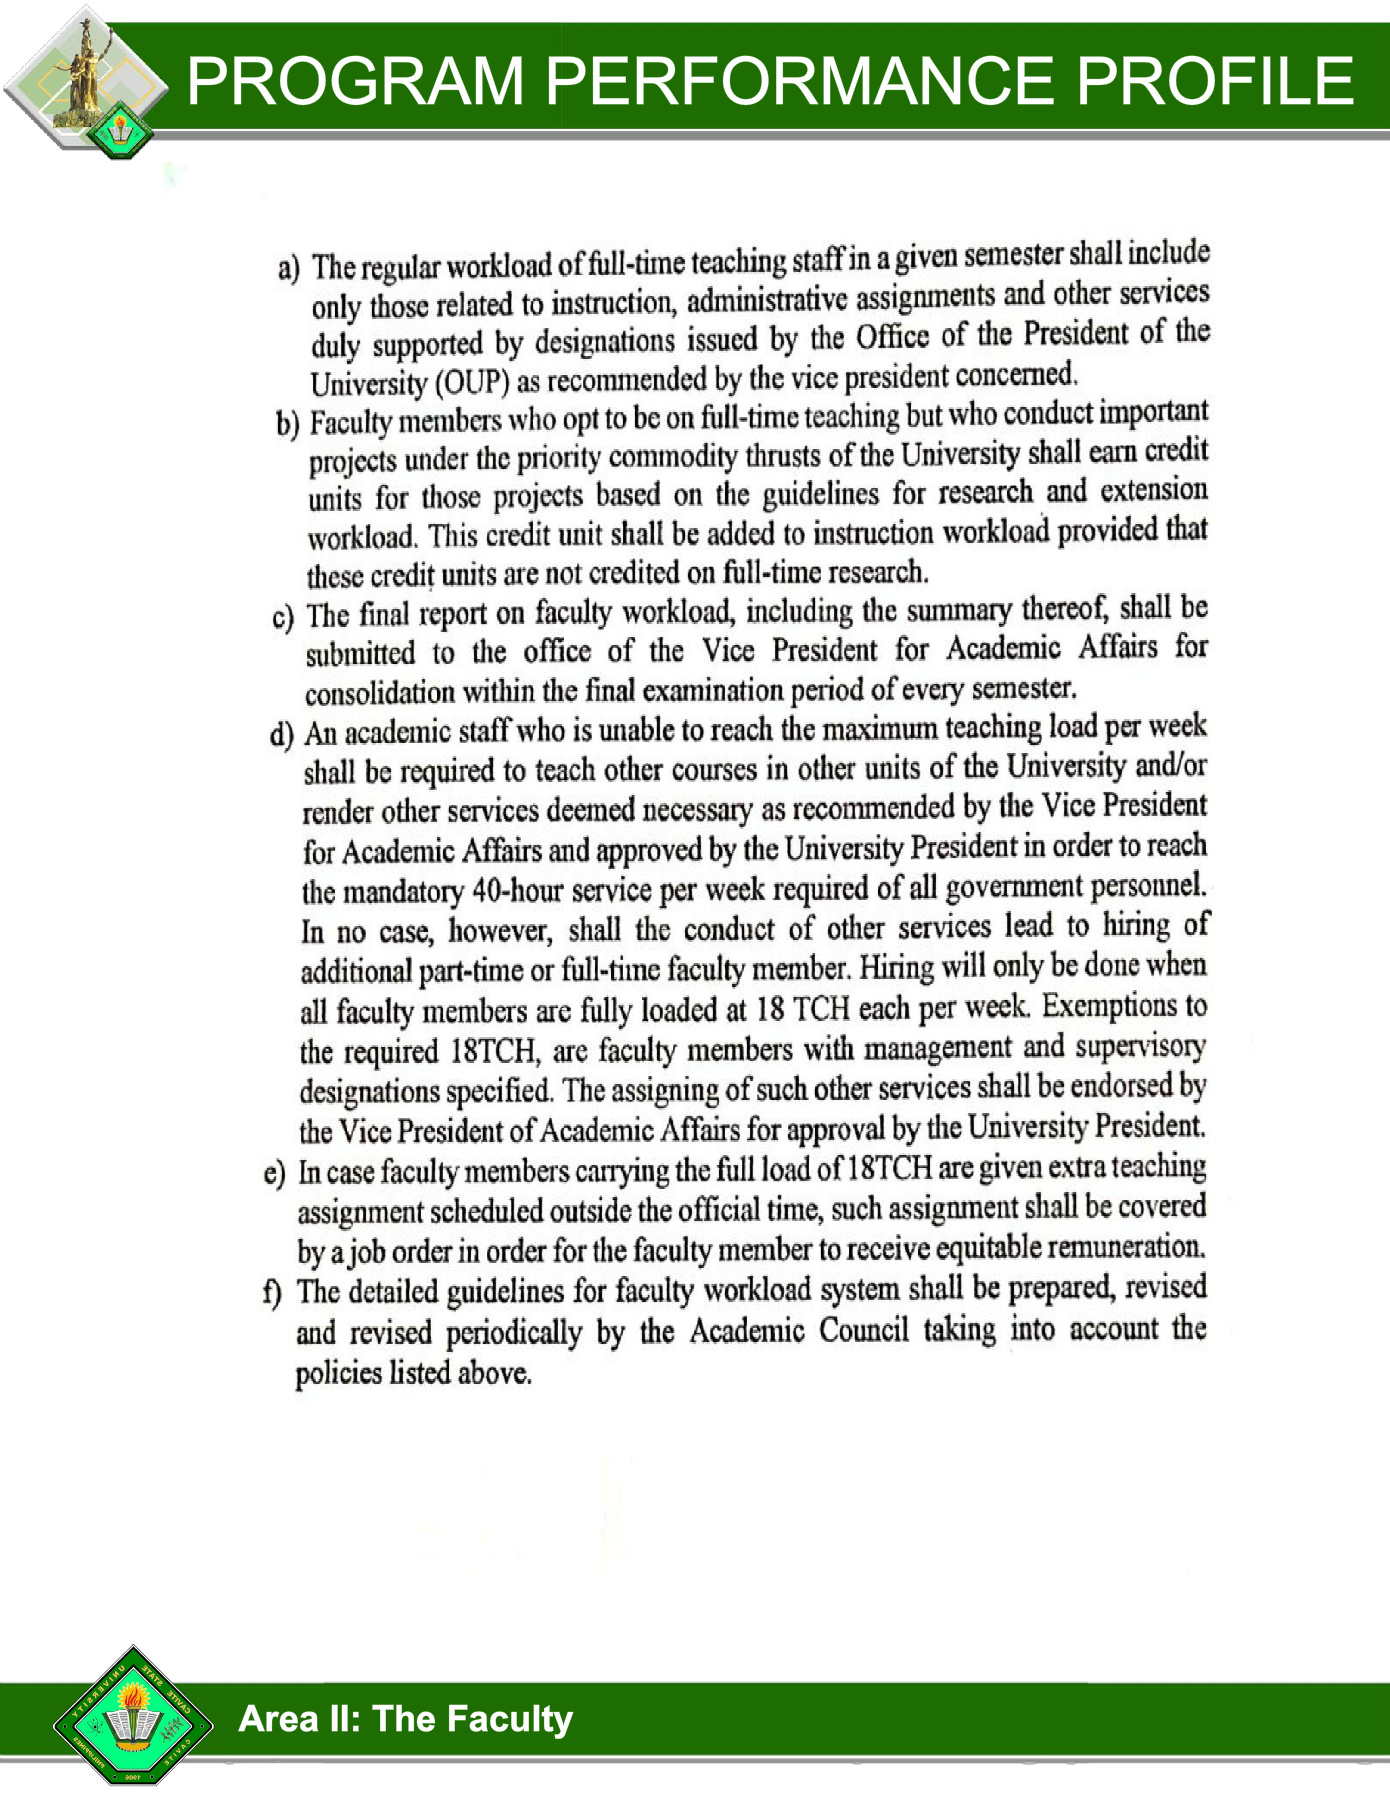 PROGRAM PERFORMANCE PROFILE
a) The regular workload of full-time teaching staff in a given semester shall include
only those related to instruction, administrative assignments and other services
duly supported by designations issued by the Office of the President of the
University (OUP) as recommended by the vice president concerned.
b) Faculty members who opt to be on full-time teaching but who conduct important
projects under the priority commodity thrusts of the University shall earn credit
units for those projects based on the guidelines for research and extension
workload. This credit unit shall be added to instruction workload provided that
these credit units are not credited on full-time research.
c) The final report on faculty workload, including the summary thereof, shall be
submitted to the office of the Vice President for Academic Affairs for
consolidation within the final examination period of every semester.
d) An academic staff who is unable to reach the maximum teaching load per week
shall be required to teach other courses in other units of the University and/or
render other services deemed necessary as recommended by the Vice President
for Academic Affairs and approved by the University President in order to reach
the mandatory 40-hour service per week required of all government personnel.
In no case, however, shall the conduct of other services lead to hiring of
additional part-time or full-time faculty member. Hiring will only be done when
all faculty members are fully loaded at 18 TCH each per week. Exemptions to
the required 18TCH, are faculty members with management and supervisory
designations specified. The assigning of such other services shall be endorsed by
the Vice President of Academic Affairs for approval by the University President.
e) In case faculty members carrying the full load of 18TCH are given extra teaching
assignment scheduled outside the official time, such assignment shall be covered
by a job order in order for the faculty member to receive equitable remuneration.
f) The detailed guidelines for faculty workload system shall be prepared, revised
and revised periodically by the Academic Council taking into account the
policies listed above.
CAVITE STATE UNIVERSITY
CAVITE
PHILIPPINES
1906
Area II: The Faculty